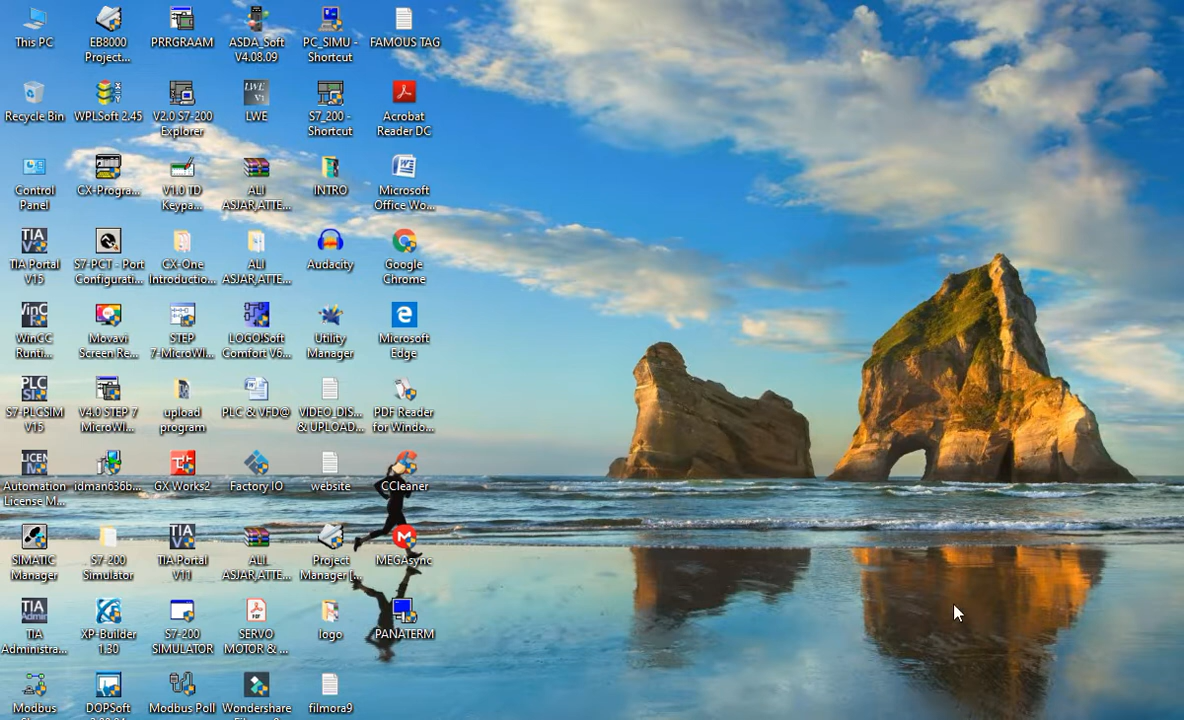 This PC
EB8000
Project...
PRRGRAAM
ASDA_Soft
V4.08.09
PC_SIMU -
Shortcut
FAMOUS TAG
Recycle Bin
WPLSoft 2.45
V2.0 S7-200
Explorer
LWE
S7_200 -
Shortcut
Acrobat
Reader DC
Control
Panel
CX-Progra...
V1.0 TD
Keypa...
ALI
ASJAR,ATTE...
INTRO
Microsoft
Office Wo...
TIA Portal
V15
S7-PCT - Port
Configurati...
CX-One
Introductio...
ALI
ASJAR,ATTE...
Audacity
Google
Chrome
WinCC
Runti...
Movavi
Screen Re...
STEP
7-MicroWI...
LOGO!Soft
Comfort V6...
Utility
Manager
Microsoft
Edge
S7-PLCSIM
V15
V4.0 STEP 7
MicroWI...
upload
program
PLC & VFD@
VIDEO_DIS...
& UPLOAD...
PDF Reader
for Windo...
Automation
License M...
idman636b...
GX Works2
Factory IO
website
CCleaner
SIMATIC
Manager
S7-200
Simulator
TIA Portal
V11
ALI
ASJAR,ATTE...
Project
Manager [...
MEGAsync
TIA
Administra...
XP-Builder
1.30
S7-200
SIMULATOR
SERVO
MOTOR & ...
logo
PANATERM
Modbus
DOPSoft
Modbus Poll
Wondershare
filmora9